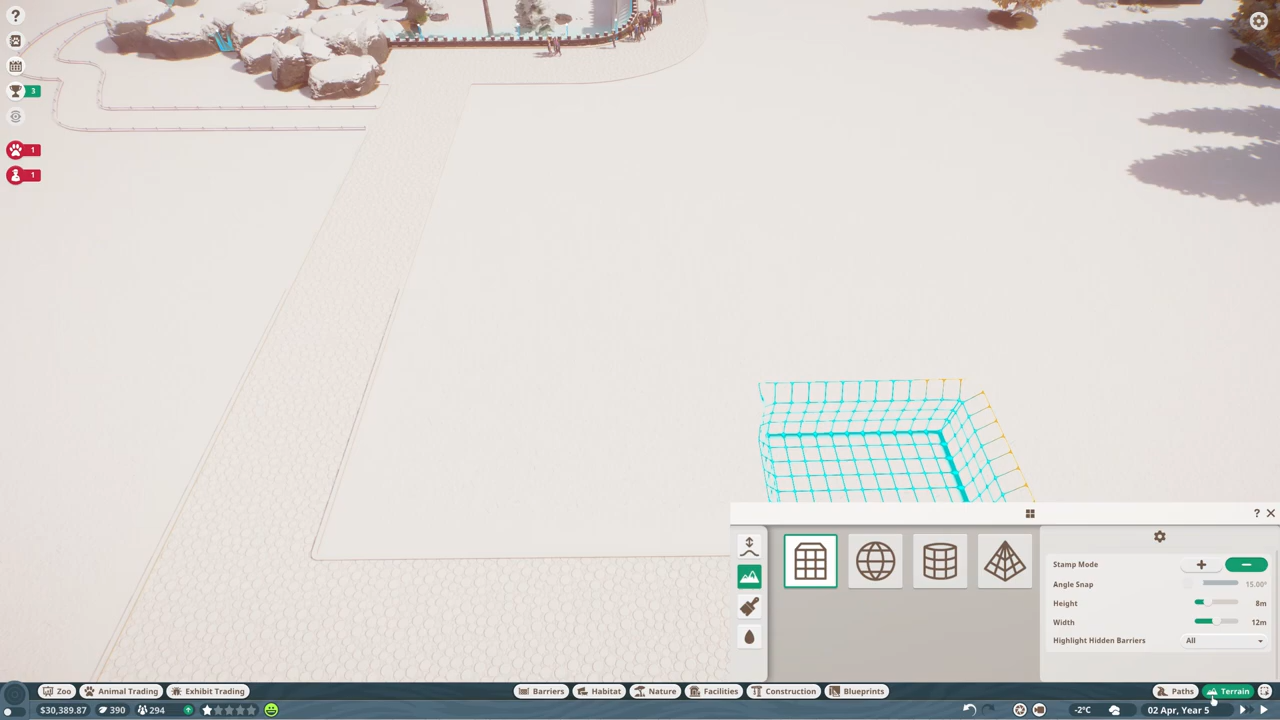 ?
3
1
1
? ×
Stamp Mode + −
Angle Snap 15.00°
Height 8m
Width 12m
Highlight Hidden Barriers All
Zoo Animal Trading Exhibit Trading Barriers Habitat Nature Facilities Construction Blueprints Paths Terrain
$30,389.87 390 294 -2°C 02 Apr, Year 5